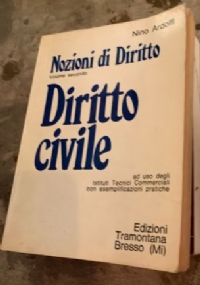 Nino Ardolfi
Nozioni di Diritto
Volume secondo
Diritto
civile
ad uso degli
Istituti Tecnici Commerciali
con esemplificazioni pratiche
Edizioni
Tramontana
Bresso (Mi)